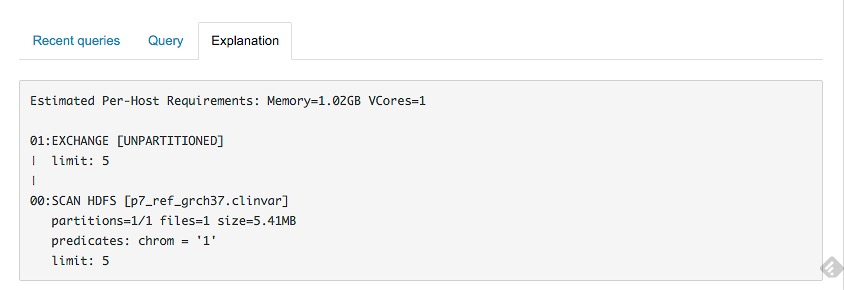 Recent queries Query Explanation
Estimated Per-Host Requirements: Memory=1.02GB VCores=1
01:EXCHANGE [UNPARTITIONED]
| limit: 5
|
00:SCAN HDFS [p7_ref_grch37.clinvar]
partitions=1/1 files=1 size=5.41MB
predicates: chrom = '1'
limit: 5